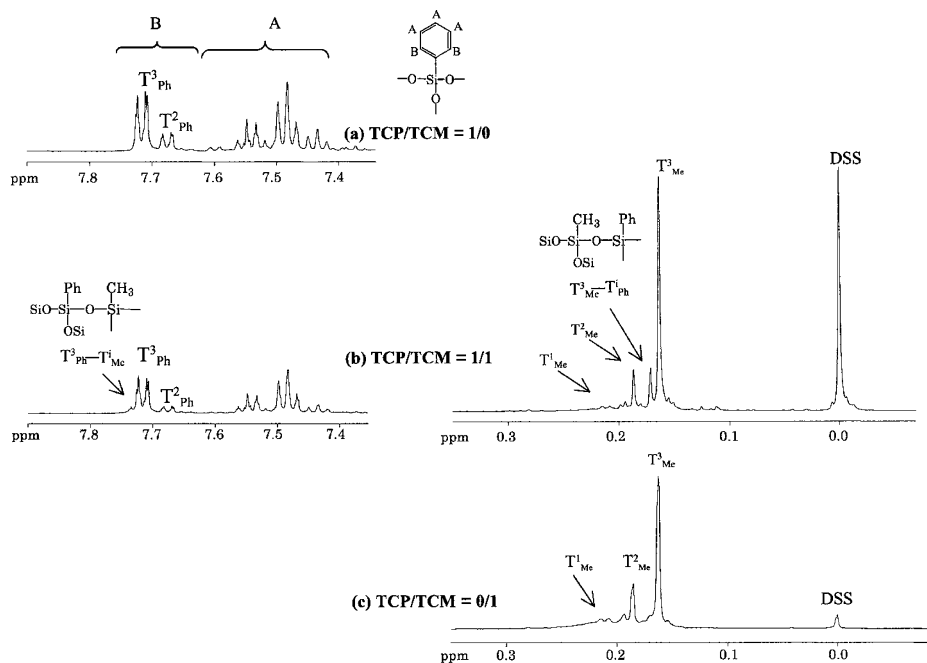 B A
A
A A
B B
Si
O O
O
T³Ph
T²Ph
(a) TCP/TCM = 1/0
ppm 7.8 7.7 7.6 7.5 7.4
T³Me
DSS
CH₃ Ph
SiO-Si-O-Si
OSi
T³Me-TⁱPh
T²Me
T¹Me
Ph CH₃
SiO-Si-O-Si
OSi
T³Ph-TⁱMe
T³Ph
T²Ph
(b) TCP/TCM = 1/1
ppm 7.8 7.7 7.6 7.5 7.4
ppm 0.3 0.2 0.1 0.0
T³Me
T¹Me T²Me
(c) TCP/TCM = 0/1
DSS
ppm 0.3 0.2 0.1 0.0